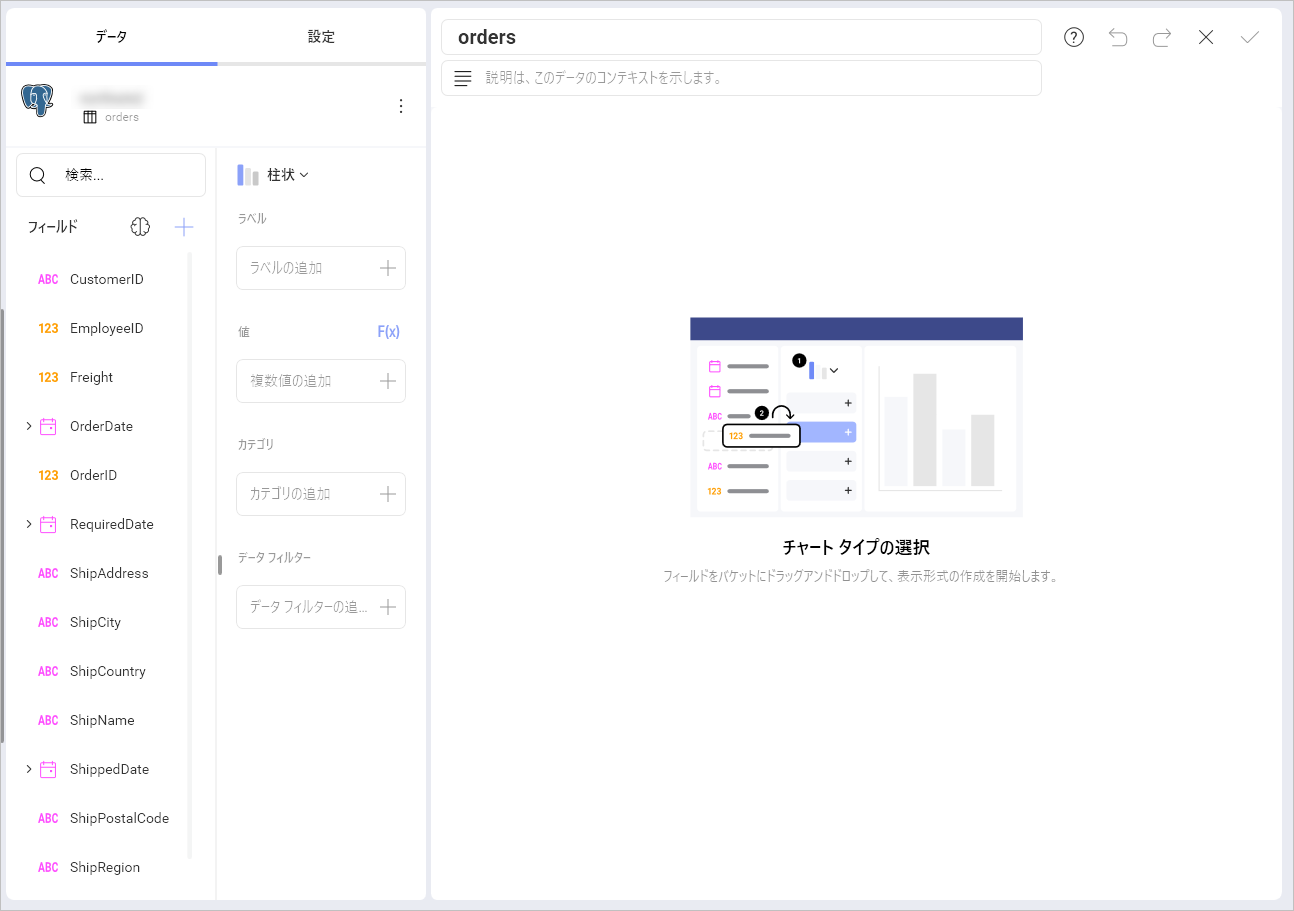 データ
設定
orders
柱状
検索...
フィールド
CustomerID
EmployeeID
Freight
OrderDate
OrderID
RequiredDate
ShipAddress
ShipCity
ShipCountry
ShipName
ShippedDate
ShipPostalCode
ShipRegion
ABC
123
123
123
ABC
ABC
ABC
ABC
ABC
ABC
ラベル
ラベルの追加
値
F(x)
複数値の追加
カテゴリ
カテゴリの追加
データ フィルター
データ フィルターの追...
orders
説明は、このデータのコンテキストを示します。
1
2
ABC
123
ABC
123
チャート タイプの選択
フィールドをバケットにドラッグアンドドロップして、表示形式の作成を開始します。